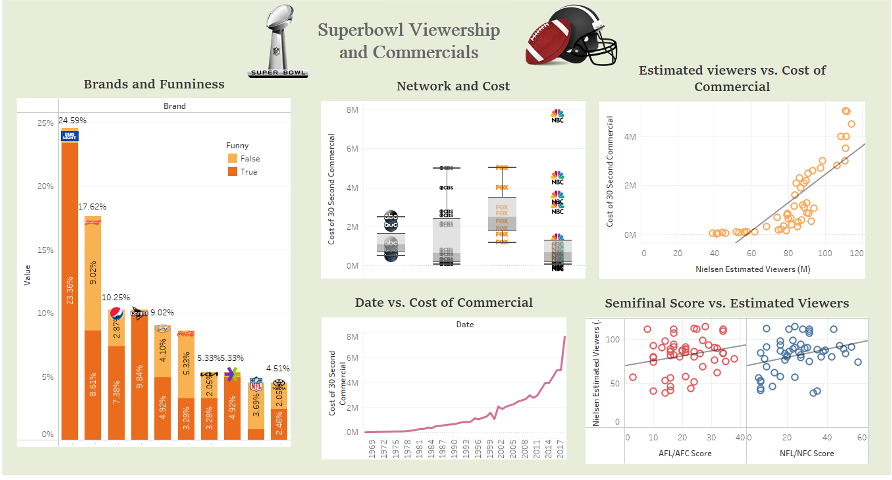 Superbowl Viewership
and Commercials
SUPER BOWL
Brands and Funniness
Brand
25%
20%
15%
10%
5%
0%
Value
24.59%
17.62%
10.25%
9.02%
5.33%
5.33%
4.51%
23.36%
9.02%
8.61%
2.87%
7.38%
9.84%
4.10%
4.92%
5.33%
3.28%
2.05%
3.28%
4.92%
3.69%
2.05%
2.46%
Funny
False
True
Network and Cost
8M
6M
4M
2M
0M
Cost of 30 Second Commercial
abc
CBS
FOX
NBC
Estimated viewers vs. Cost of
Commercial
4M
2M
0M
Cost of 30 Second Commercial
0 20 40 60 80 100 120
Nielsen Estimated Viewers (M)
Date vs. Cost of Commercial
Date
8M
6M
4M
2M
0M
Cost of 30 Second
Commercial
1969 1972 1975 1978 1981 1984 1987 1990 1993 1996 1999 2002 2005 2008 2011 2014 2017
Semifinal Score vs. Estimated Viewers
Nielsen Estimated Viewers (..
100
50
0
0 10 20 30 40
0 20 40 60
AFL/AFC Score
NFL/NFC Score